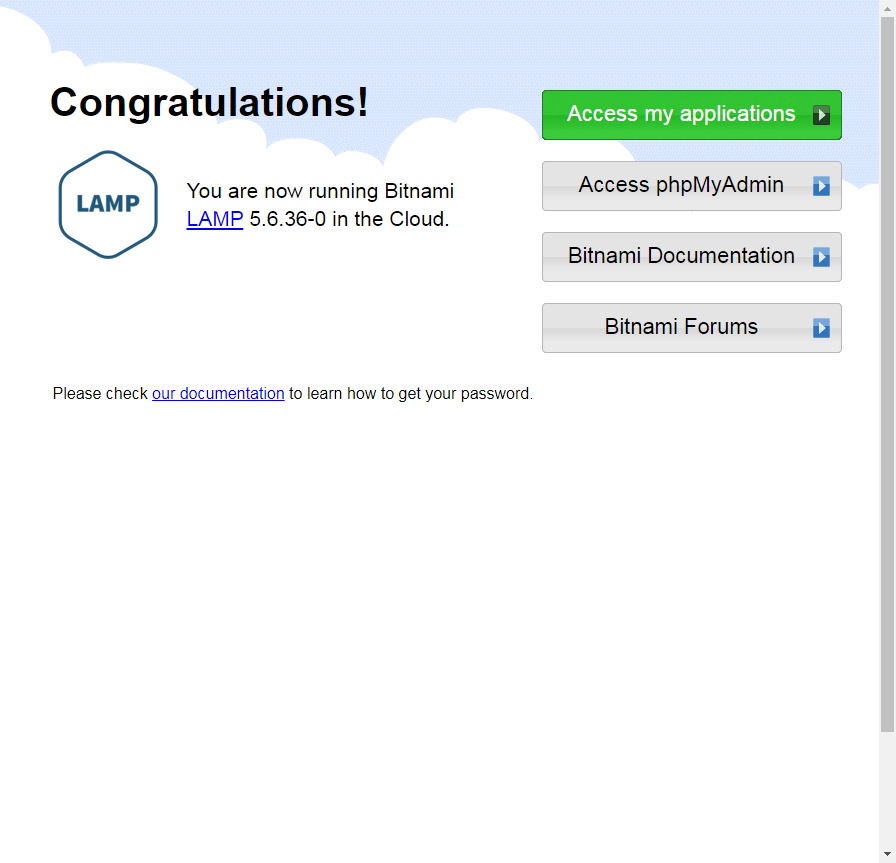 Congratulations!
LAMP
You are now running Bitnami
LAMP 5.6.36-0 in the Cloud.
Access my applications
Access phpMyAdmin
Bitnami Documentation
Bitnami Forums
Please check our documentation to learn how to get your password.